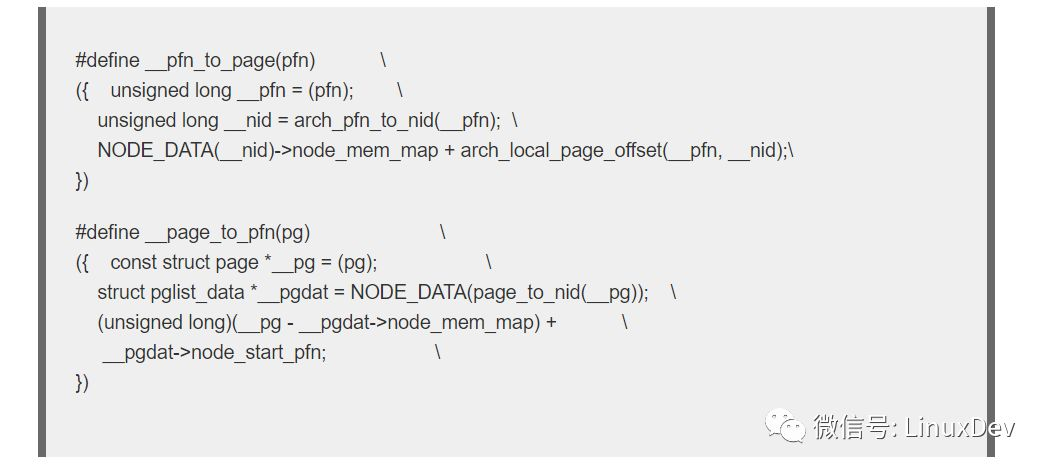 #define __pfn_to_page(pfn) \
({ unsigned long __pfn = (pfn); \
unsigned long __nid = arch_pfn_to_nid(__pfn); \
NODE_DATA(__nid)->node_mem_map + arch_local_page_offset(__pfn, __nid);\
})
#define __page_to_pfn(pg) \
({ const struct page *__pg = (pg); \
struct pglist_data *__pgdat = NODE_DATA(page_to_nid(__pg)); \
(unsigned long)(__pg - __pgdat->node_mem_map) + \
__pgdat->node_start_pfn; \
})
微信号: LinuxDev